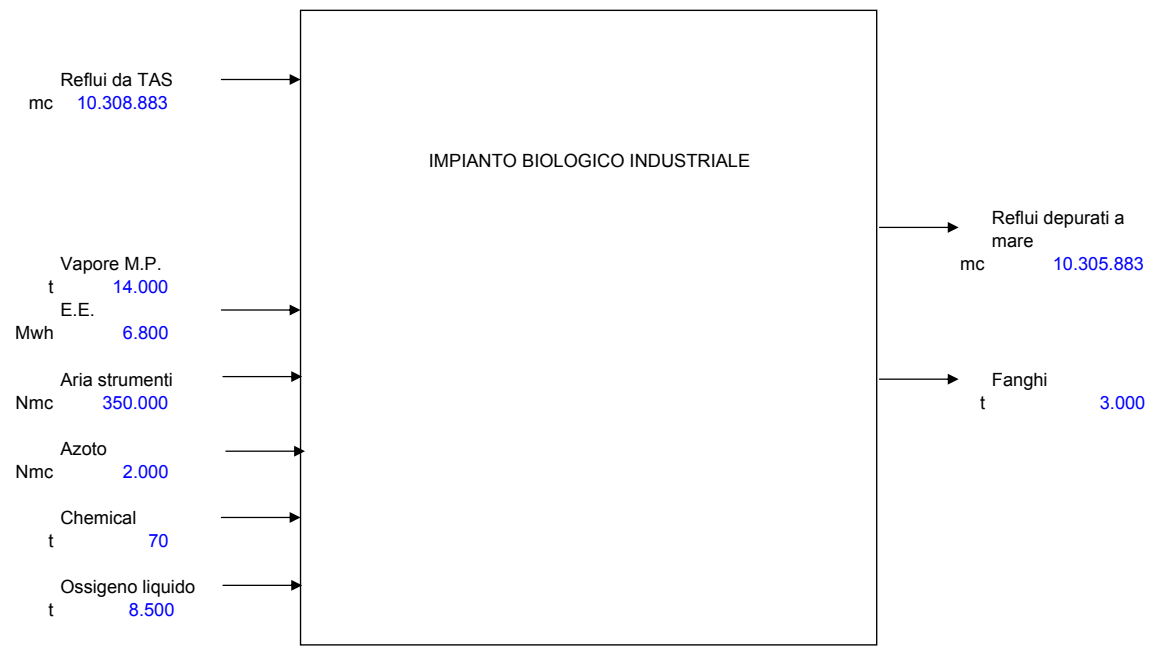 Reflui da TAS
mc 10.308.883
IMPIANTO BIOLOGICO INDUSTRIALE
Reflui depurati a
mare
mc 10.305.883
Vapore M.P.
t 14.000
E.E.
Mwh 6.800
Aria strumenti
Nmc 350.000
Fanghi
t 3.000
Azoto
Nmc 2.000
Chemical
t 70
Ossigeno liquido
t 8.500